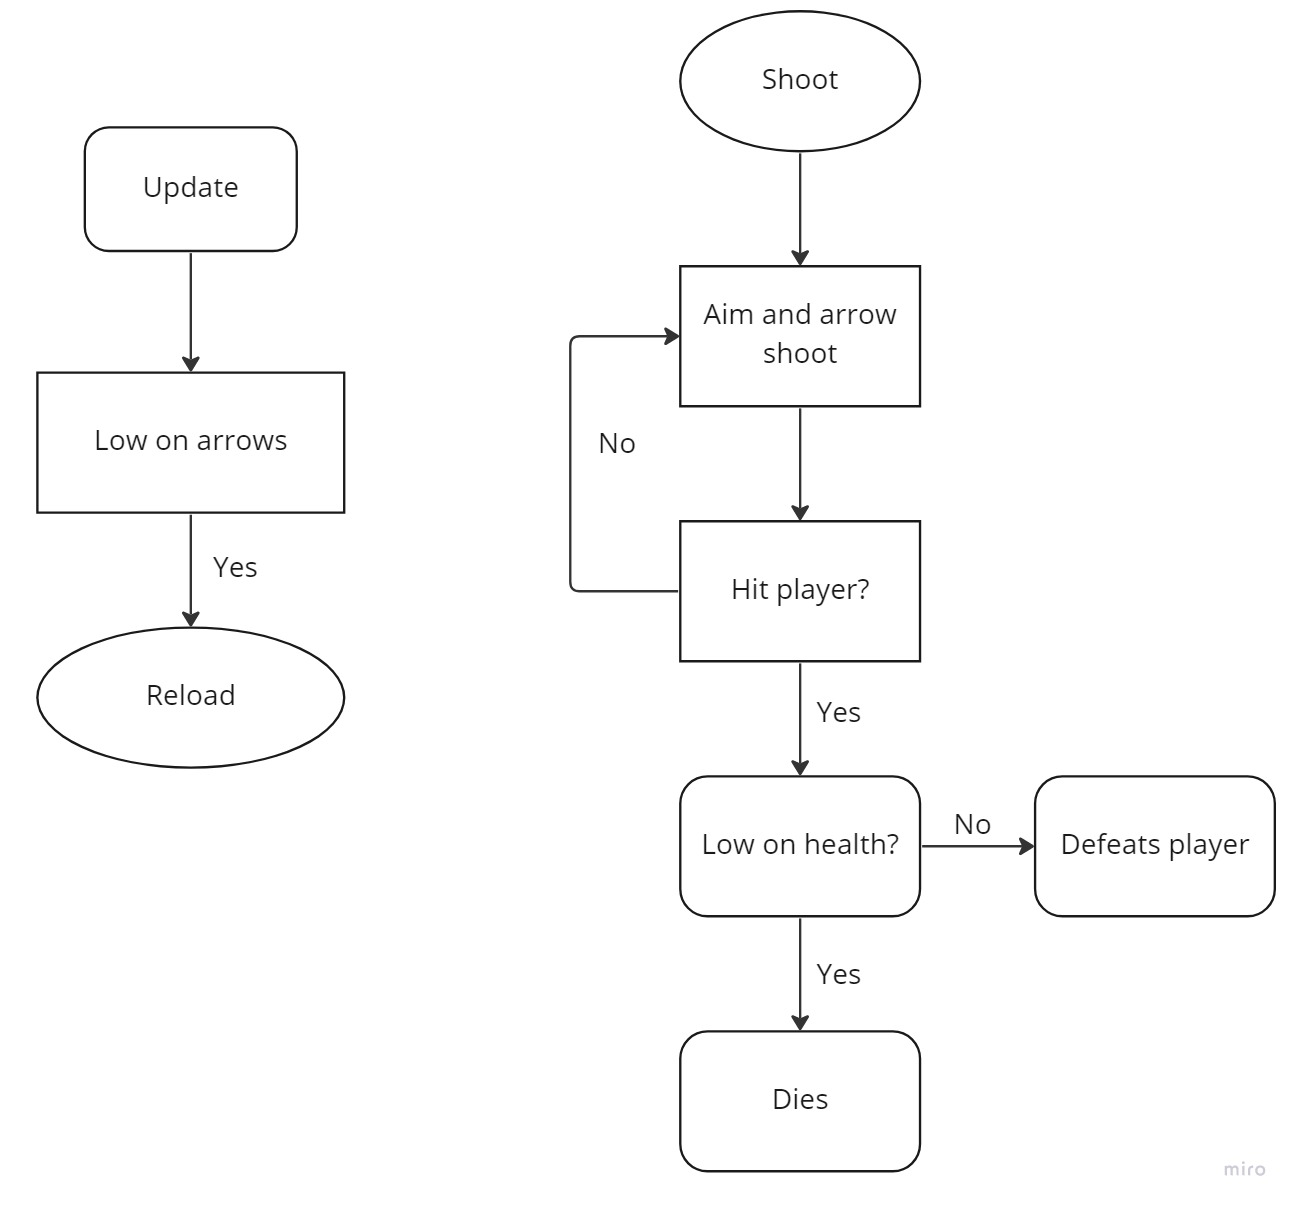 Update
Low on arrows
Yes
Reload
Shoot
Aim and arrow
shoot
No
Hit player?
Yes
Low on health?
No
Defeats player
Yes
Dies
miro